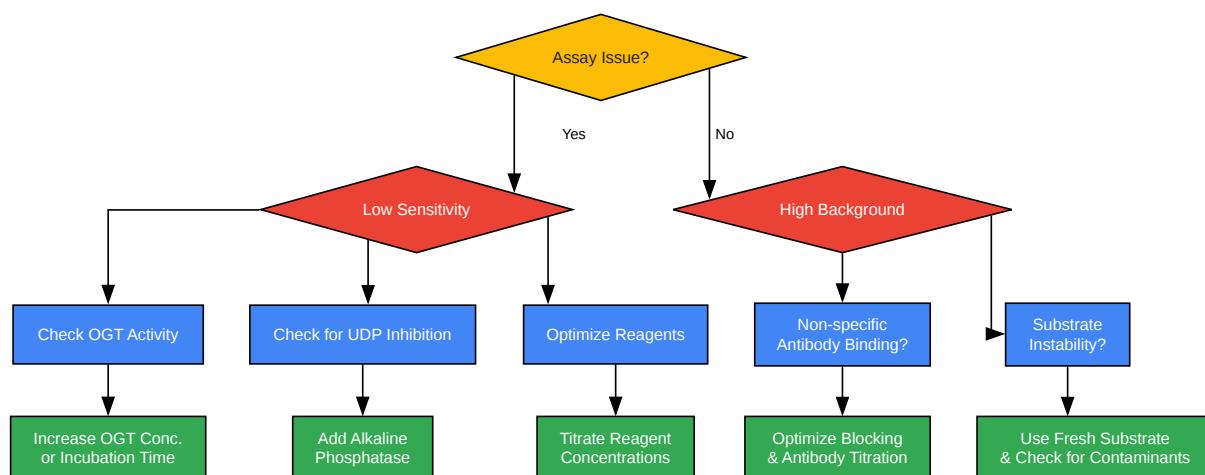 Assay Issue?
Yes
No
Low Sensitivity
High Background
Check OGT Activity
Check for UDP Inhibition
Optimize Reagents
Non-specific
Antibody Binding?
Substrate
Instability?
Increase OGT Conc.
or Incubation Time
Add Alkaline
Phosphatase
Titrate Reagent
Concentrations
Optimize Blocking
& Antibody Titration
Use Fresh Substrate
& Check for Contaminants